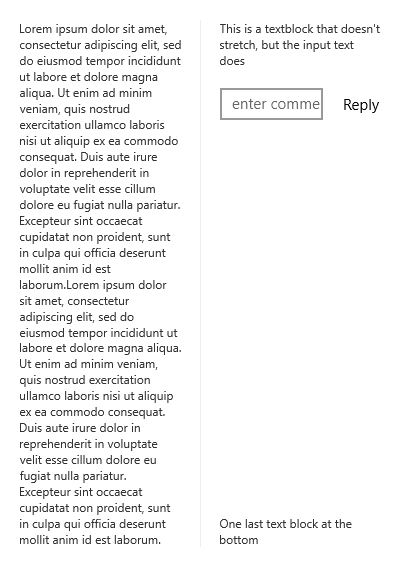 Lorem ipsum dolor sit amet,
consectetur adipiscing elit, sed
do eiusmod tempor incididunt
ut labore et dolore magna
aliqua. Ut enim ad minim
veniam, quis nostrud
exercitation ullamco laboris
nisi ut aliquip ex ea commodo
consequat. Duis aute irure
dolor in reprehenderit in
voluptate velit esse cillum
dolore eu fugiat nulla pariatur.
Excepteur sint occaecat
cupidatat non proident, sunt
in culpa qui officia deserunt
mollit anim id est
laborum.Lorem ipsum dolor
sit amet, consectetur
adipiscing elit, sed do
eiusmod tempor incididunt ut
labore et dolore magna aliqua.
Ut enim ad minim veniam,
quis nostrud exercitation
ullamco laboris nisi ut aliquip
ex ea commodo consequat.
Duis aute irure dolor in
reprehenderit in voluptate
velit esse cillum dolore eu
fugiat nulla pariatur.
Excepteur sint occaecat
cupidatat non proident, sunt
in culpa qui officia deserunt
mollit anim id est laborum.
This is a textblock that doesn't
stretch, but the input text
does
enter comme
Reply
One last text block at the
bottom